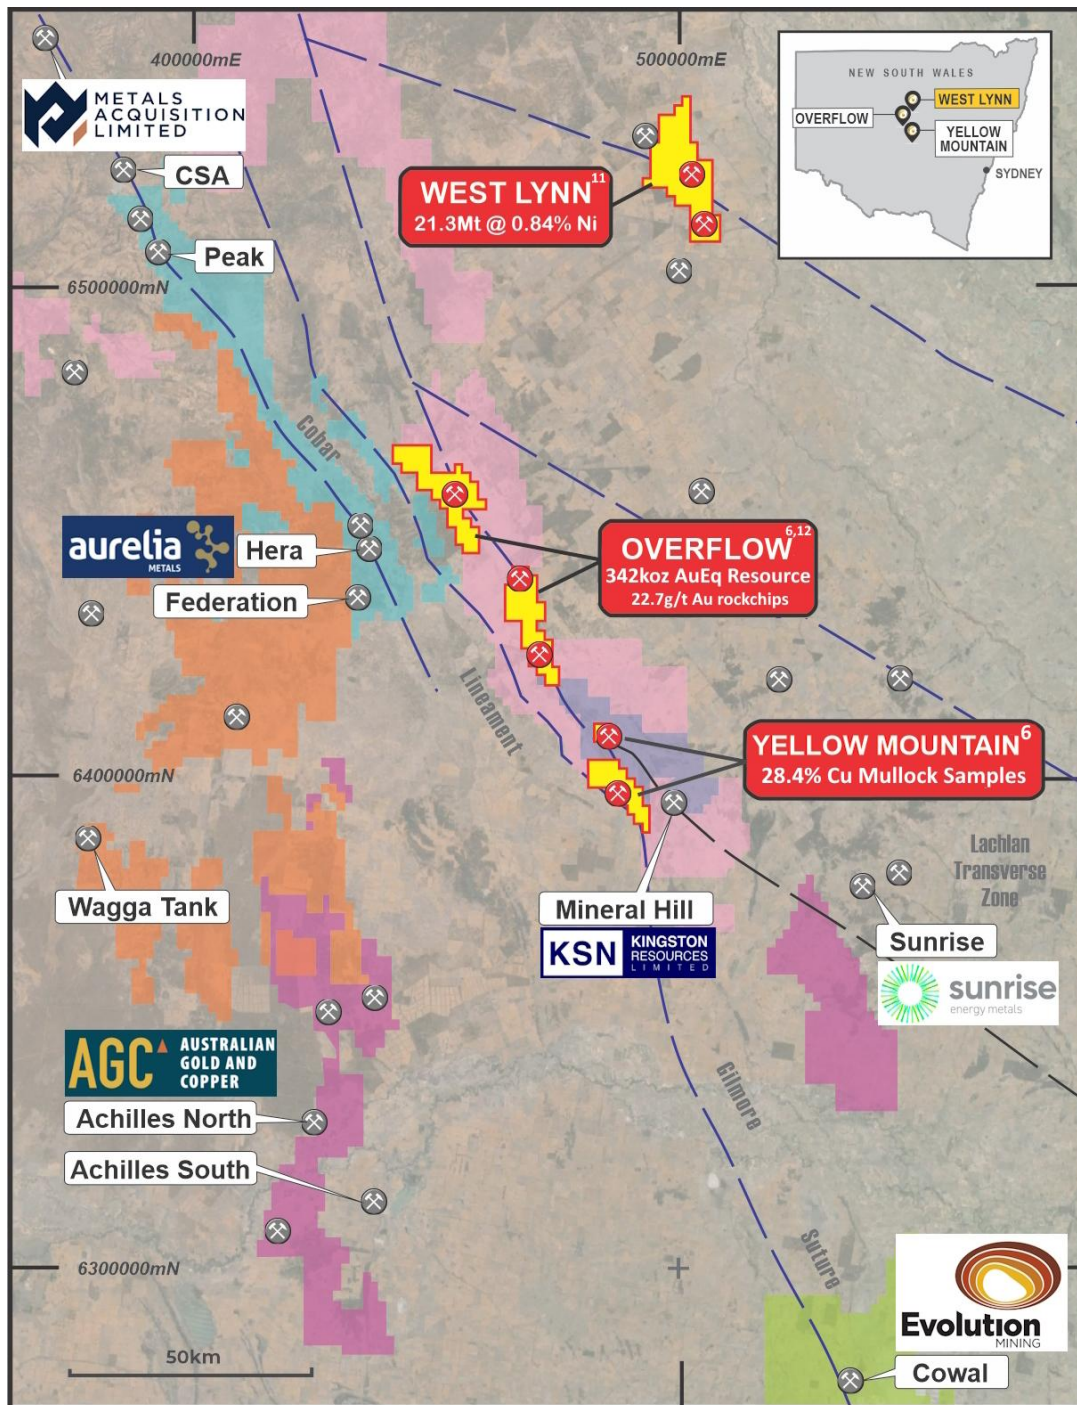 400000mE
500000mE
METALS
ACQUISITION
LIMITED
NEW SOUTH WALES
WEST LYNN
OVERFLOW
YELLOW
MOUNTAIN
SYDNEY
CSA
WEST LYNN11
21.3Mt @ 0.84% Ni
Peak
6500000mN
Cobar
aurelia
METALS
Hera
OVERFLOW6,12
342koz AuEq Resource
22.7g/t Au rockchips
Federation
Lineament
YELLOW MOUNTAIN6
28.4% Cu Mullock Samples
6400000mN
Lachlan
Transverse
Zone
Wagga Tank
Mineral Hill
KSN
KINGSTON
RESOURCES
LIMITED
Sunrise
sunrise
energy metals
AGC
AUSTRALIAN
GOLD AND
COPPER
Gilmore
Achilles North
Achilles South
Suture
6300000mN
Evolution
MINING
50km
Cowal